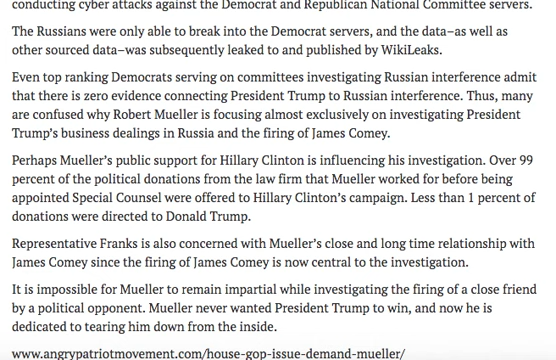 conducting cyber attacks against the Democrat and Republican National Committee servers.
The Russians were only able to break into the Democrat servers, and the data–as well as
other sourced data–was subsequently leaked to and published by WikiLeaks.
Even top ranking Democrats serving on committees investigating Russian interference admit
that there is zero evidence connecting President Trump to Russian interference. Thus, many
are confused why Robert Mueller is focusing almost exclusively on investigating President
Trump's business dealings in Russia and the firing of James Comey.
Perhaps Mueller's public support for Hillary Clinton is influencing his investigation. Over 99
percent of the political donations from the law firm that Mueller worked for before being
appointed Special Counsel were offered to Hillary Clinton's campaign. Less than 1 percent of
donations were directed to Donald Trump.
Representative Franks is also concerned with Mueller's close and long time relationship with
James Comey since the firing of James Comey is now central to the investigation.
It is impossible for Mueller to remain impartial while investigating the firing of a close friend
by a political opponent. Mueller never wanted President Trump to win, and now he is
dedicated to tearing him down from the inside.
www.angrypatriotmovement.com/house-gop-issue-demand-mueller/